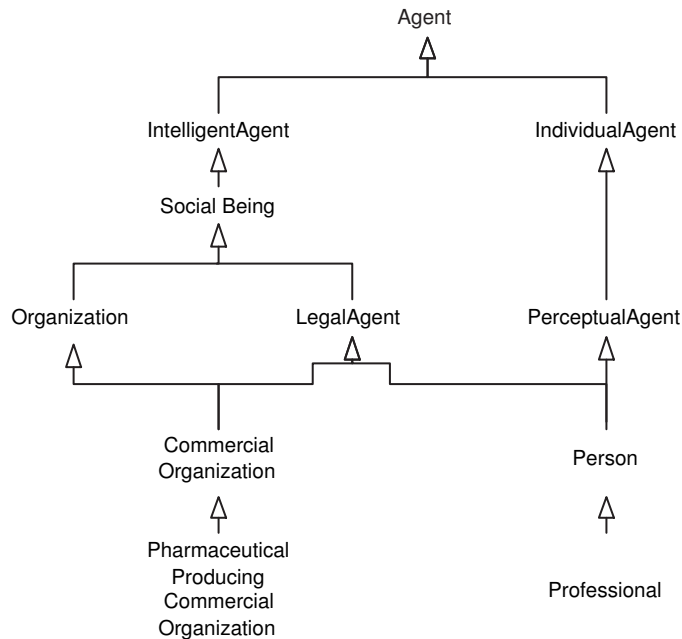 Agent
IntelligentAgent
IndividualAgent
Social Being
Organization
LegalAgent
PerceptualAgent
Commercial
Organization
Person
Pharmaceutical
Producing
Commercial
Organization
Professional